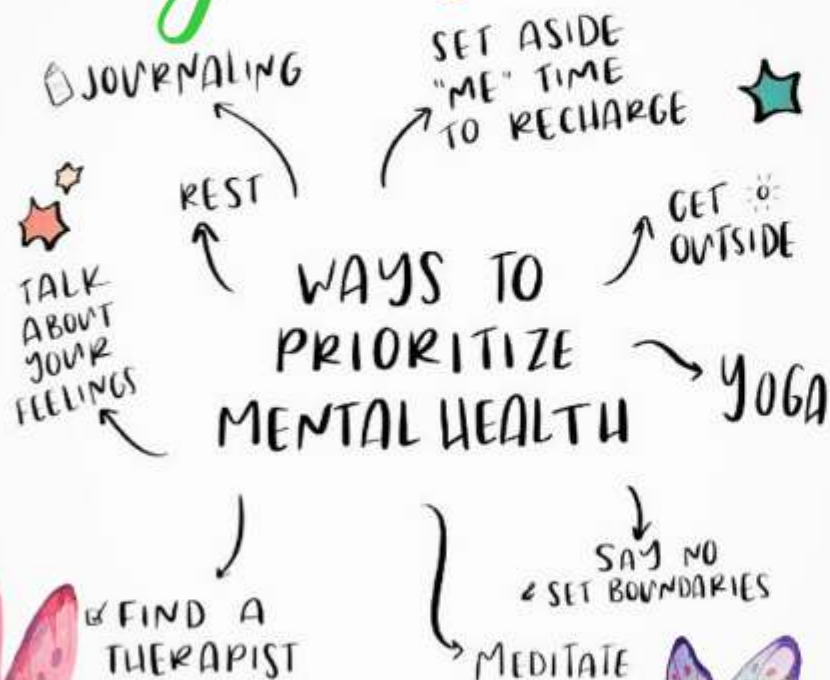 JOURNALING
SET ASIDE
"ME" TIME
TO RECHARGE
REST
GET
OUTSIDE
TALK
ABOUT
YOUR
FEELINGS
WAYS TO
PRIORITIZE
MENTAL HEALTH
YOGA
SAY NO
& SET BOUNDARIES
FIND A
THERAPIST
MEDITATE